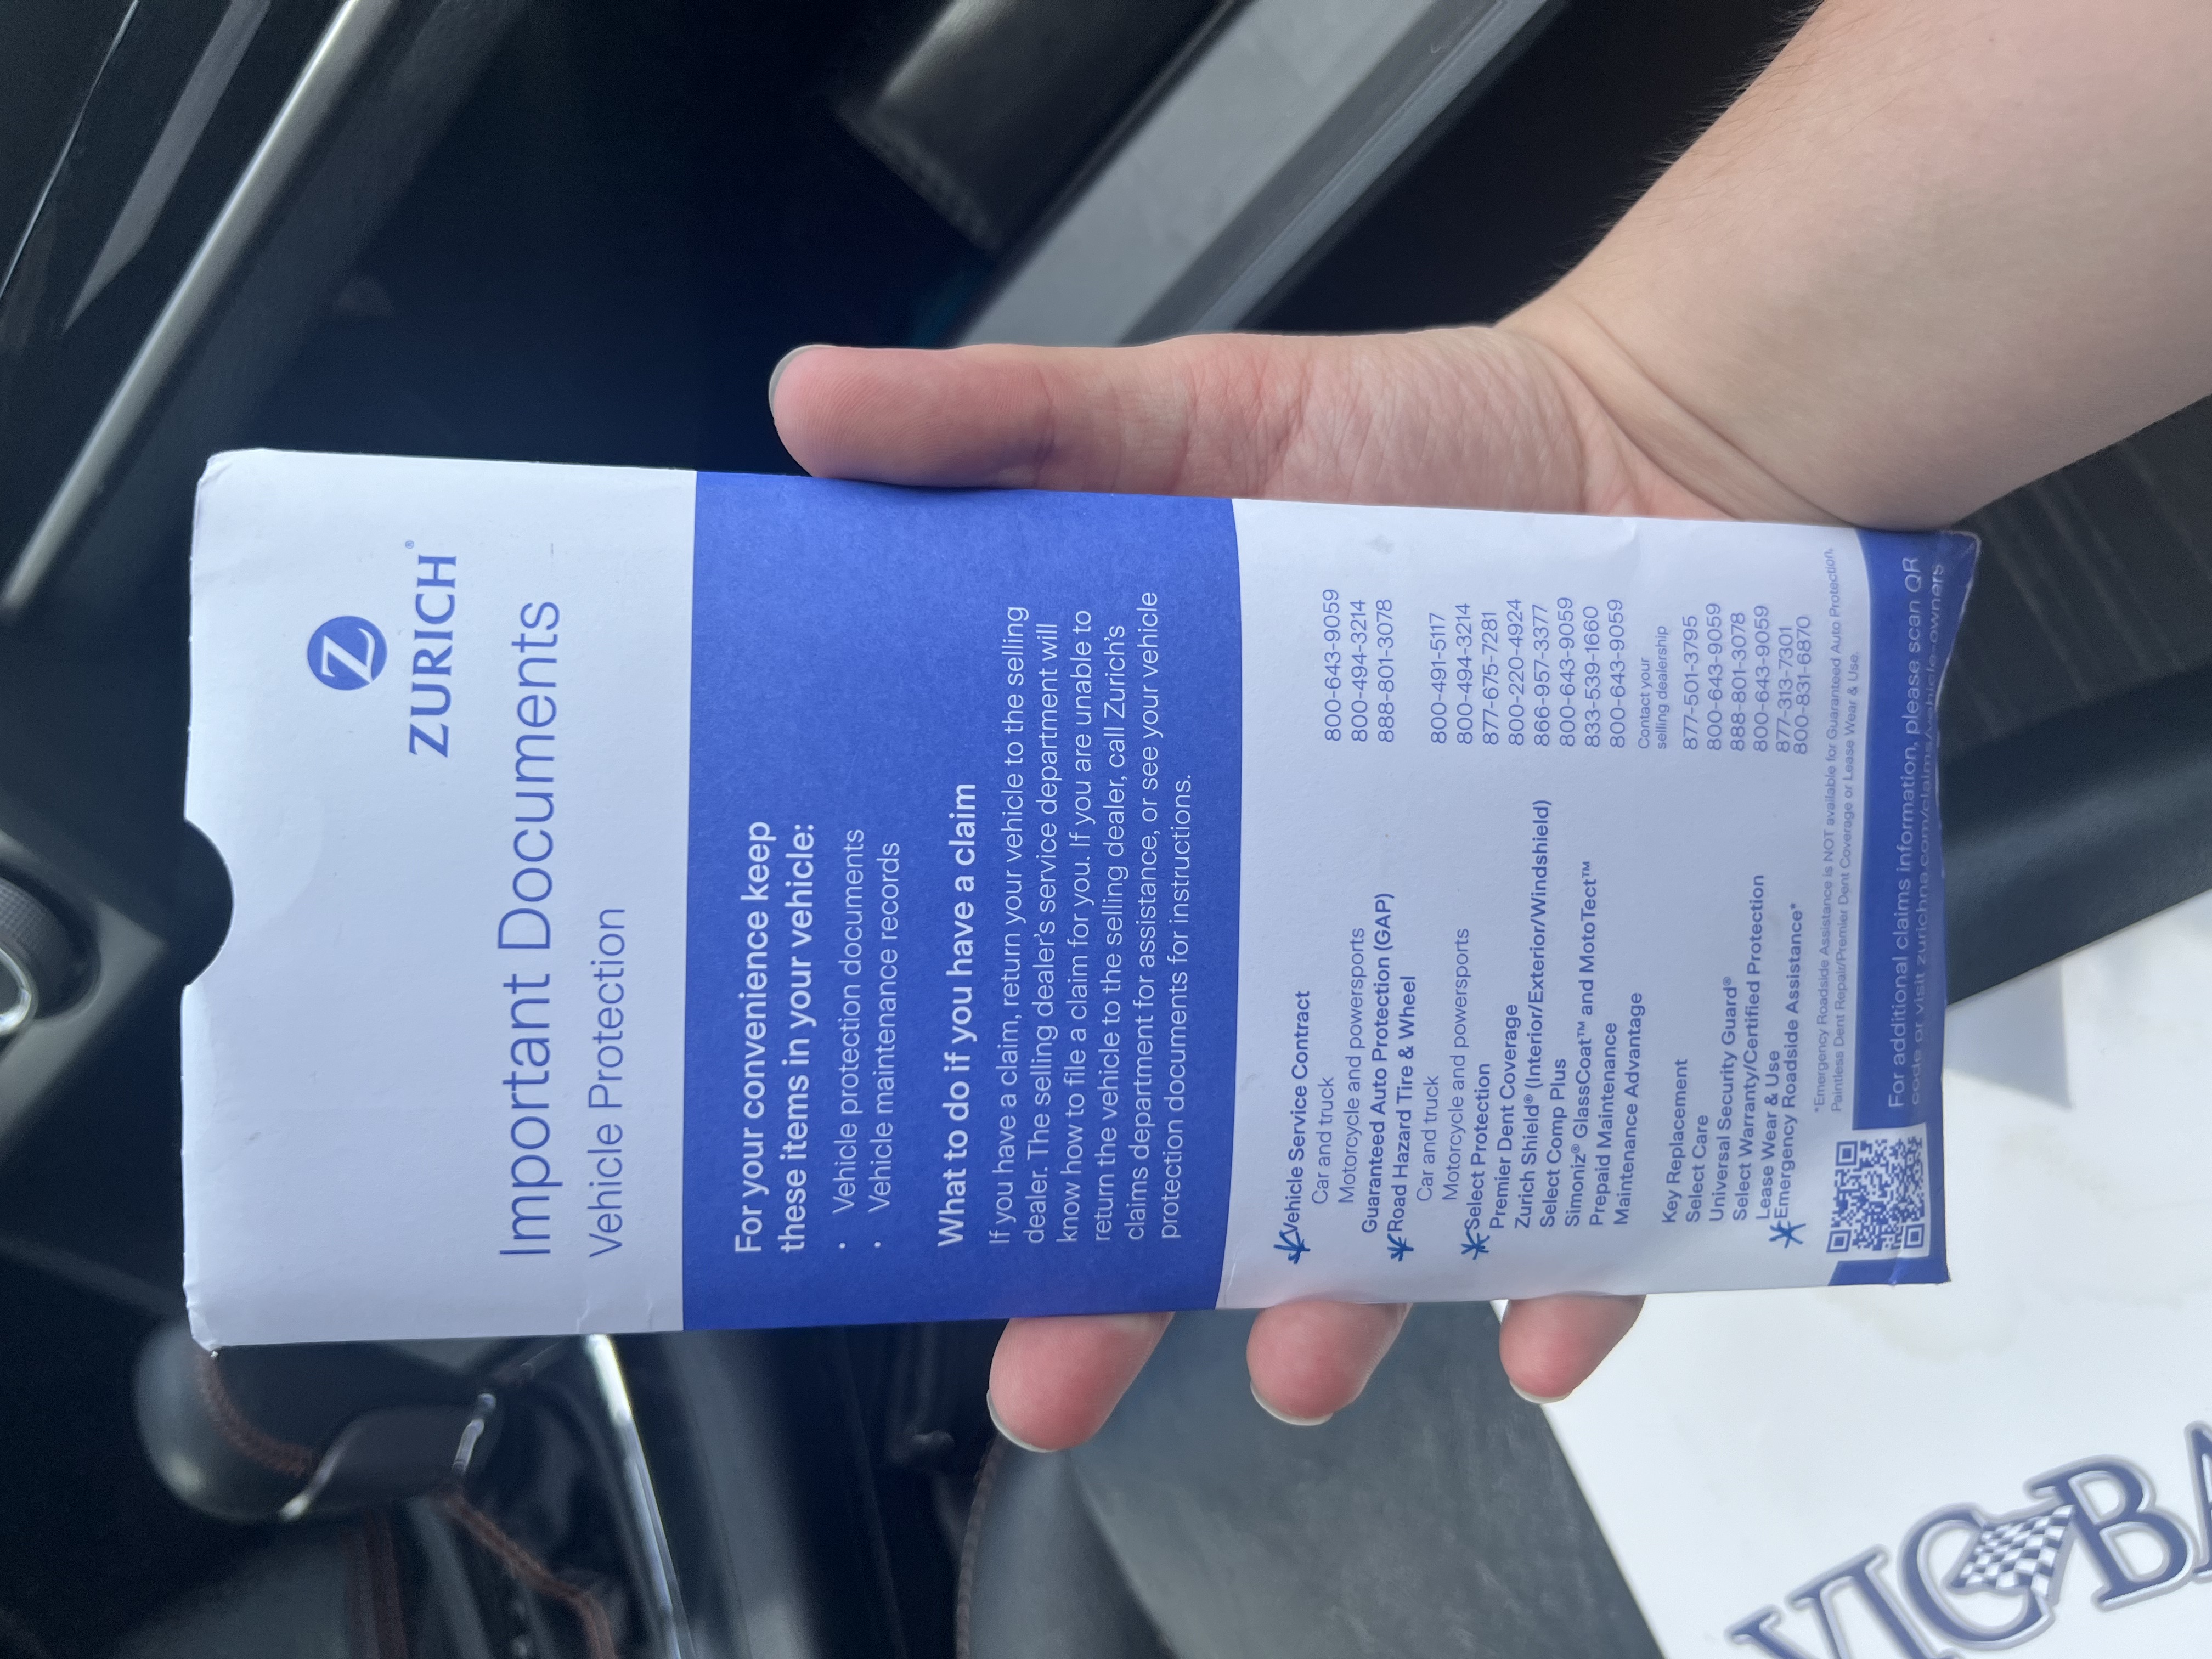 Z
ZURICH®
Important Documents
Vehicle Protection
For your convenience keep
these items in your vehicle:
• Vehicle protection documents
• Vehicle maintenance records
What to do if you have a claim
If you have a claim, return your vehicle to the selling
dealer. The selling dealer's service department will
know how to file a claim for you. If you are unable to
return the vehicle to the selling dealer, call Zurich's
claims department for assistance, or see your vehicle
protection documents for instructions.
Vehicle Service Contract
Car and truck 800-643-9059
Motorcycle and powersports 800-494-3214
Guaranteed Auto Protection (GAP) 888-801-3078
Road Hazard Tire & Wheel
Car and truck 800-491-5117
Motorcycle and powersports 800-494-3214
Select Protection 877-675-7281
Premier Dent Coverage 800-220-4924
Zurich Shield® (Interior/Exterior/Windshield) 866-957-3377
Select Comp Plus 800-643-9059
Simoniz® GlassCoat™ and MotoTect™ 833-539-1660
Prepaid Maintenance 800-643-9059
Maintenance Advantage Contact your
selling dealership
Key Replacement 877-501-3795
Select Care 800-643-9059
Universal Security Guard® 888-801-3078
Select Warranty/Certified Protection 800-643-9059
Lease Wear & Use 877-313-7301
Emergency Roadside Assistance* 800-831-6870
*Emergency Roadside Assistance is NOT available for Guaranteed Auto Protection,
Paintless Dent Repair/Premier Dent Coverage or Lease Wear & Use.
For additional claims information, please scan QR
code or visit zurichna.com/claims/vehicle-owners
VIC BA